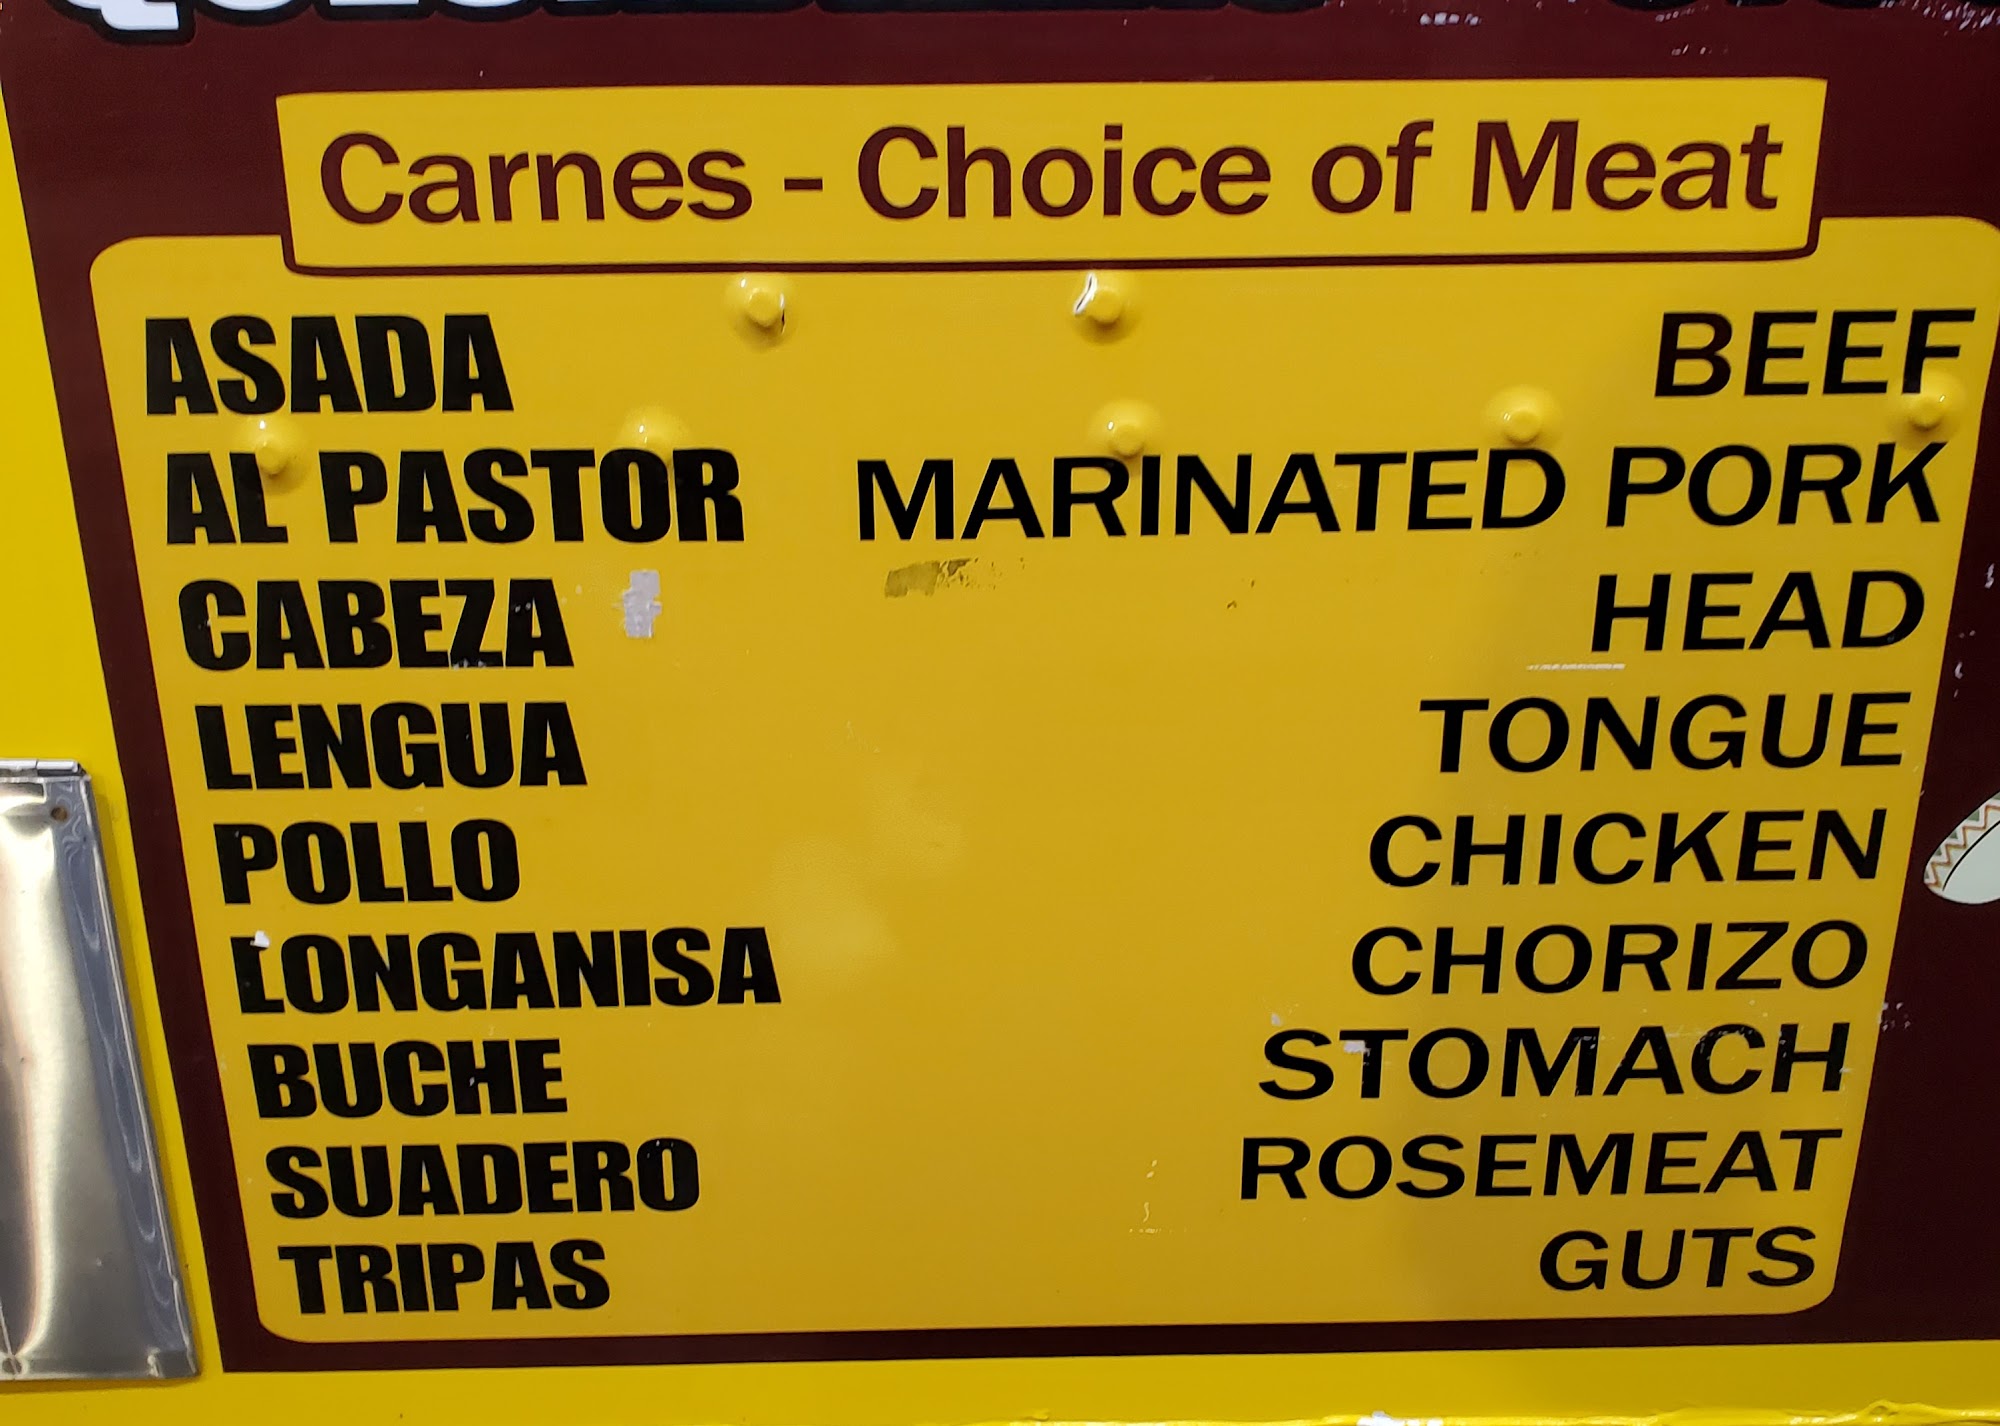 Carnes - Choice of Meat
ASADA BEEF
AL PASTOR MARINATED PORK
CABEZA HEAD
LENGUA TONGUE
POLLO CHICKEN
LONGANISA CHORIZO
BUCHE STOMACH
SUADERO ROSEMEAT
TRIPAS GUTS